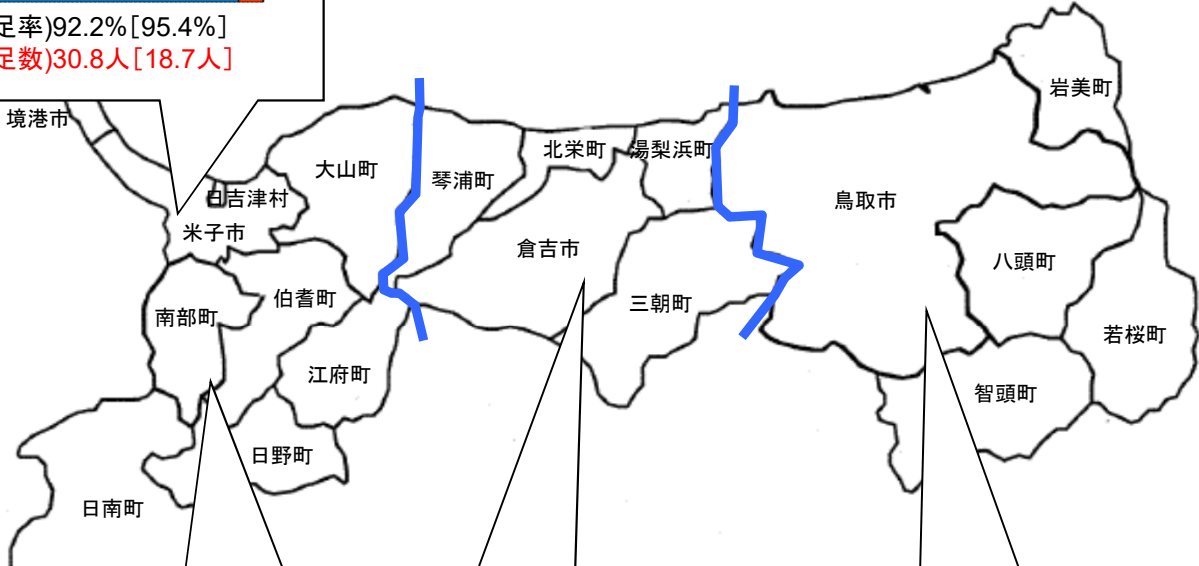 足率)92.2%[95.4%]
足数)30.8人[18.7人]
岩美町
境港市
北栄町
湯梨浜町
大山町
琴浦町
日吉津村
鳥取市
米子市
倉吉市
八頭町
伯耆町
三朝町
南部町
若桜町
江府町
智頭町
日野町
日南町